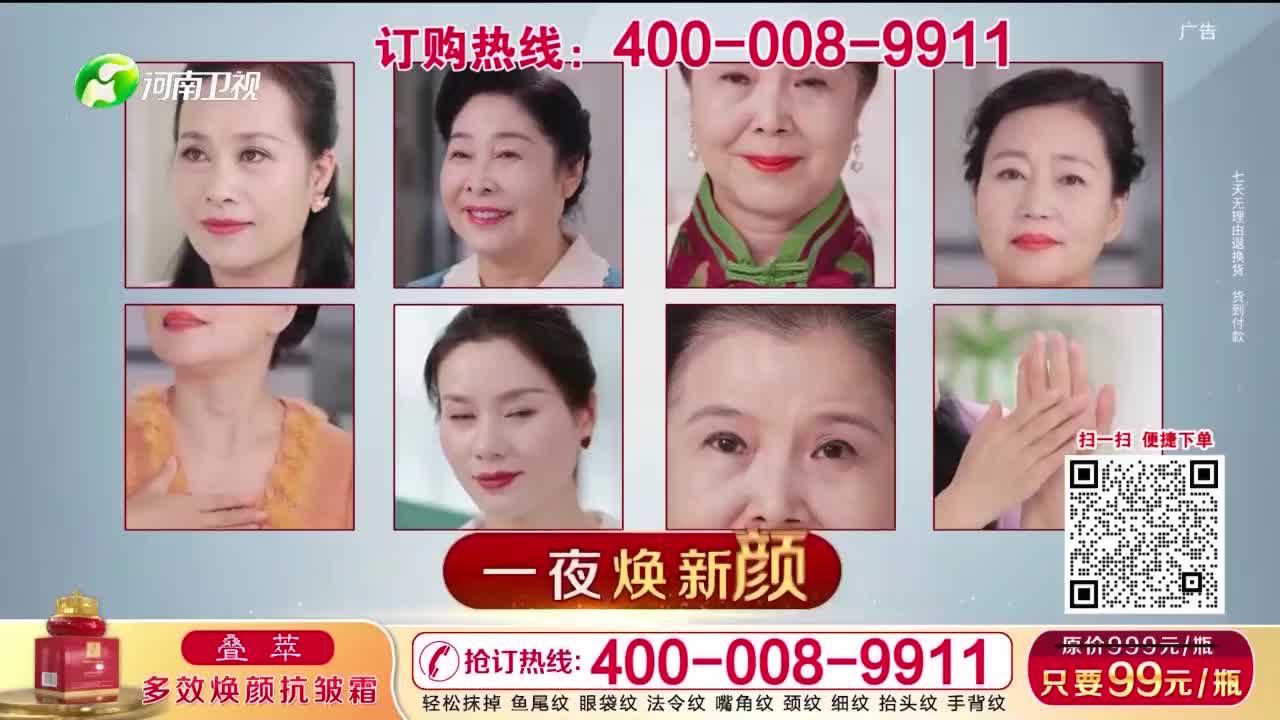 订购热线：400-008-9911
广告
河南卫视
七天无理由退换货 货到付款
扫一扫 便捷下单
一夜焕新颜
叠萃
多效焕颜抗皱霜
抢订热线：400-008-9911
轻松抹掉 鱼尾纹 眼袋纹 法令纹 嘴角纹 颈纹 细纹 抬头纹 手背纹
原价999元/瓶
只要99元/瓶